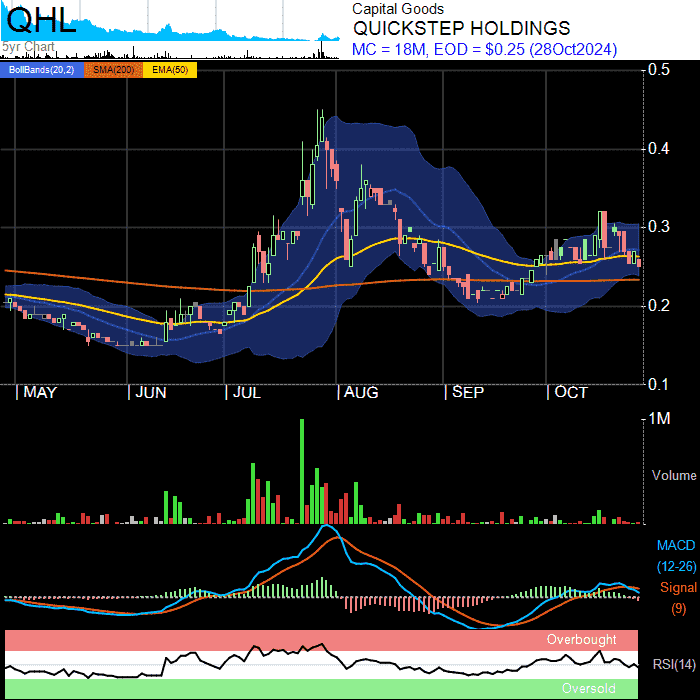 QHL
5yr Chart
Capital Goods
QUICKSTEP HOLDINGS
MC = 18M, EOD = $0.25 (28Oct2024)
BollBands(20,2) SMA(200) EMA(50)
0.5
0.4
0.3
0.2
0.1
MAY JUN JUL AUG SEP OCT
1M
Volume
MACD
(12-26)
Signal
(9)
Overbought
RSI(14)
Oversold